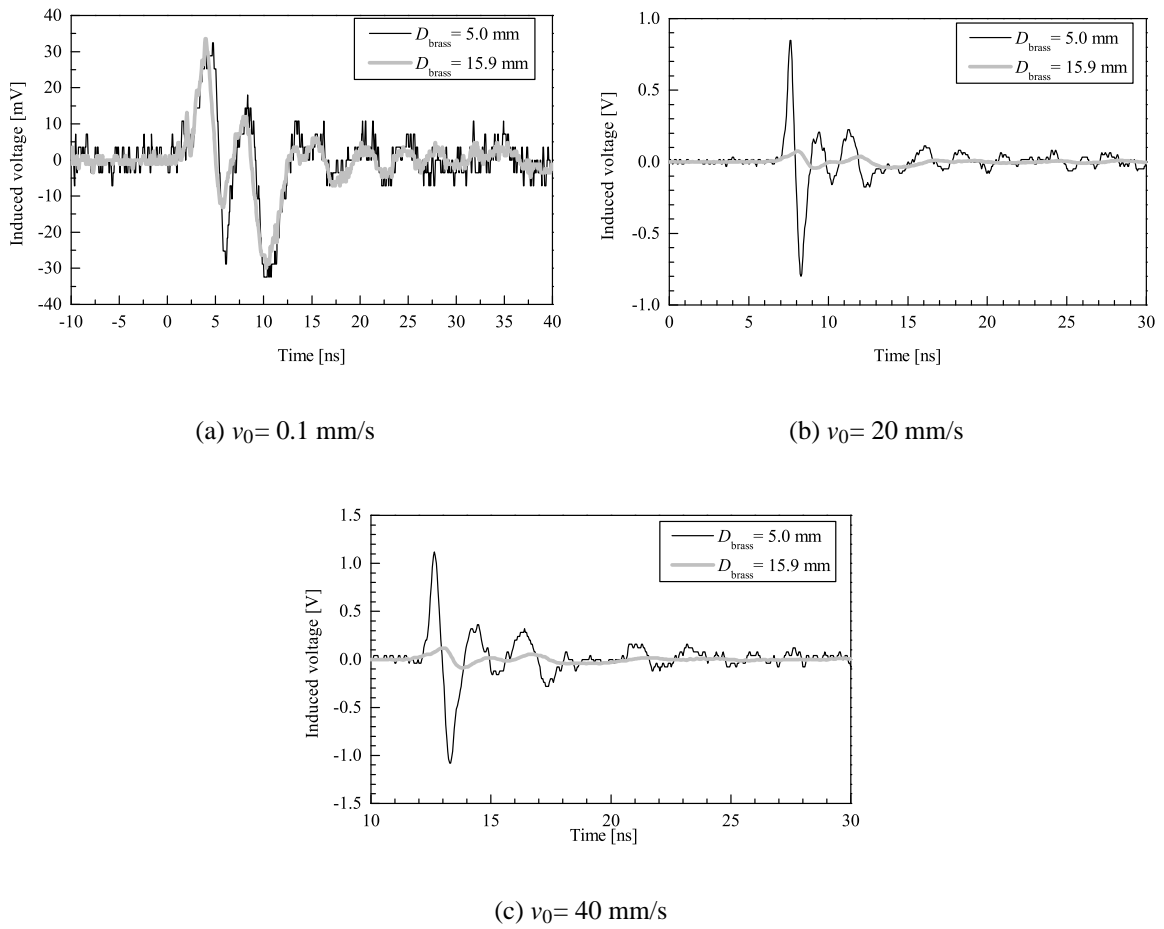 40
30
20
10
0
-10
-20
-30
-40
Induced voltage [mV]
D_brass= 5.0 mm
D_brass= 15.9 mm
-10 -5 0 5 10 15 20 25 30 35 40
Time [ns]
(a) v0= 0.1 mm/s
1.0
0.5
0.0
-0.5
-1.0
Induced voltage [V]
D_brass= 5.0 mm
D_brass= 15.9 mm
0 5 10 15 20 25 30
Time [ns]
(b) v0= 20 mm/s
1.5
1.0
0.5
0.0
-0.5
-1.0
-1.5
Induced voltage [V]
D_brass= 5.0 mm
D_brass= 15.9 mm
10 15 20 25 30
Time [ns]
(c) v0= 40 mm/s